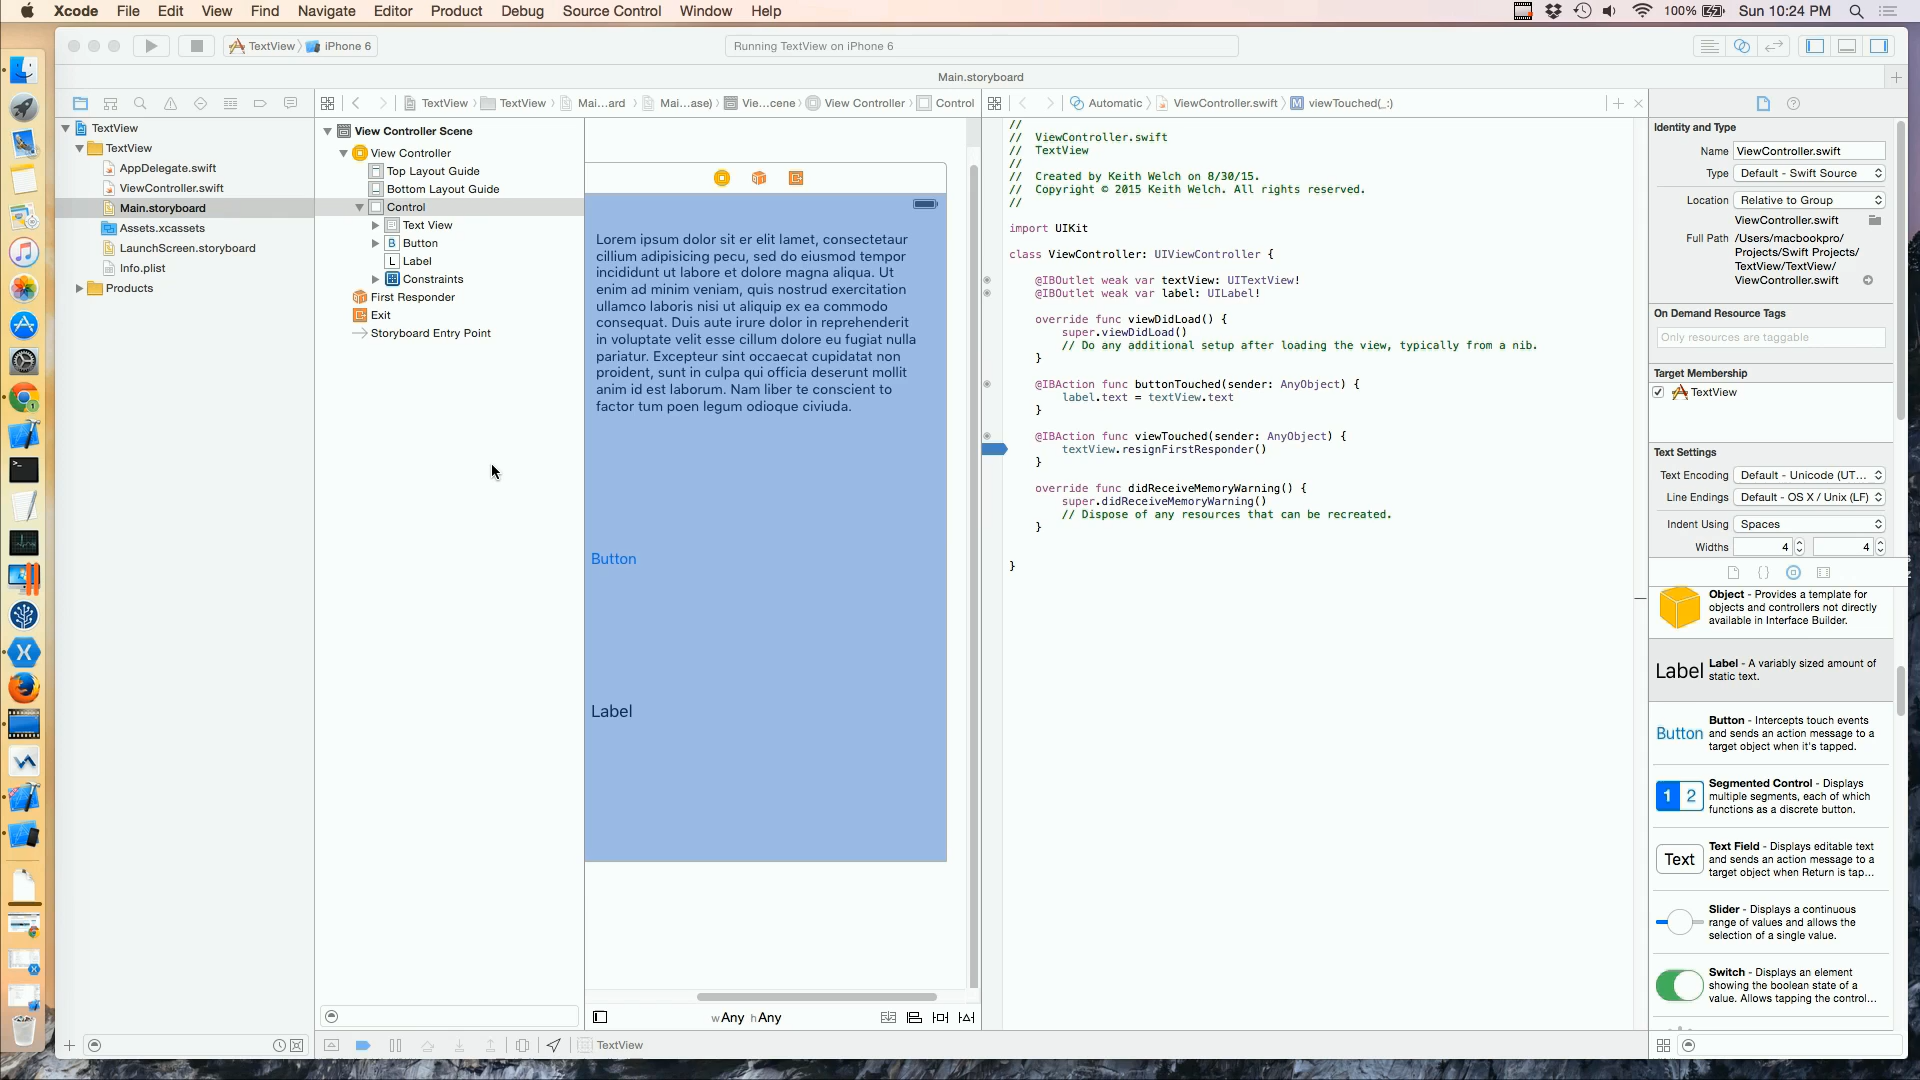 Xcode File Edit View Find Navigate Editor Product Debug Source Control Window Help 100% Sun 10:24 PM
TextView iPhone 6 Running TextView on iPhone 6
Main.storyboard
TextView TextView Mai...ard Mai...ase) Vie...cene View Controller Control
Automatic ViewController.swift M viewTouched(_:)
TextView
TextView
AppDelegate.swift
ViewController.swift
Main.storyboard
Assets.xcassets
LaunchScreen.storyboard
Info.plist
Products
View Controller Scene
View Controller
Top Layout Guide
Bottom Layout Guide
Control
Text View
B Button
L Label
Constraints
First Responder
Exit
Storyboard Entry Point
Lorem ipsum dolor sit er elit lamet, consectetaur
cillium adipisicing pecu, sed do eiusmod tempor
incididunt ut labore et dolore magna aliqua. Ut
enim ad minim veniam, quis nostrud exercitation
ullamco laboris nisi ut aliquip ex ea commodo
consequat. Duis aute irure dolor in reprehenderit
in voluptate velit esse cillum dolore eu fugiat nulla
pariatur. Excepteur sint occaecat cupidatat non
proident, sunt in culpa qui officia deserunt mollit
anim id est laborum. Nam liber te conscient to
factor tum poen legum odioque civiuda.
Button
Label
wAny hAny
TextView
//
// ViewController.swift
// TextView
//
// Created by Keith Welch on 8/30/15.
// Copyright © 2015 Keith Welch. All rights reserved.
//
import UIKit
class ViewController: UIViewController {
@IBOutlet weak var textView: UITextView!
@IBOutlet weak var label: UILabel!
override func viewDidLoad() {
super.viewDidLoad()
// Do any additional setup after loading the view, typically from a nib.
}
@IBAction func buttonTouched(sender: AnyObject) {
label.text = textView.text
}
@IBAction func viewTouched(sender: AnyObject) {
textView.resignFirstResponder()
}
override func didReceiveMemoryWarning() {
super.didReceiveMemoryWarning()
// Dispose of any resources that can be recreated.
}
}
Identity and Type
Name ViewController.swift
Type Default - Swift Source
Location Relative to Group
ViewController.swift
Full Path /Users/macbookpro/
Projects/Swift Projects/
TextView/TextView/
ViewController.swift
On Demand Resource Tags
Only resources are taggable
Target Membership
TextView
Text Settings
Text Encoding Default - Unicode (UT...
Line Endings Default - OS X / Unix (LF)
Indent Using Spaces
Widths 4 4
Object - Provides a template for
objects and controllers not directly
available in Interface Builder.
Label Label - A variably sized amount of
static text.
Button Button - Intercepts touch events
and sends an action message to a
target object when it's tapped.
1 2 Segmented Control - Displays
multiple segments, each of which
functions as a discrete button.
Text Text Field - Displays editable text
and sends an action message to a
target object when Return is tap...
Slider - Displays a continuous
range of values and allows the
selection of a single value.
Switch - Displays an element
showing the boolean state of a
value. Allows tapping the control...